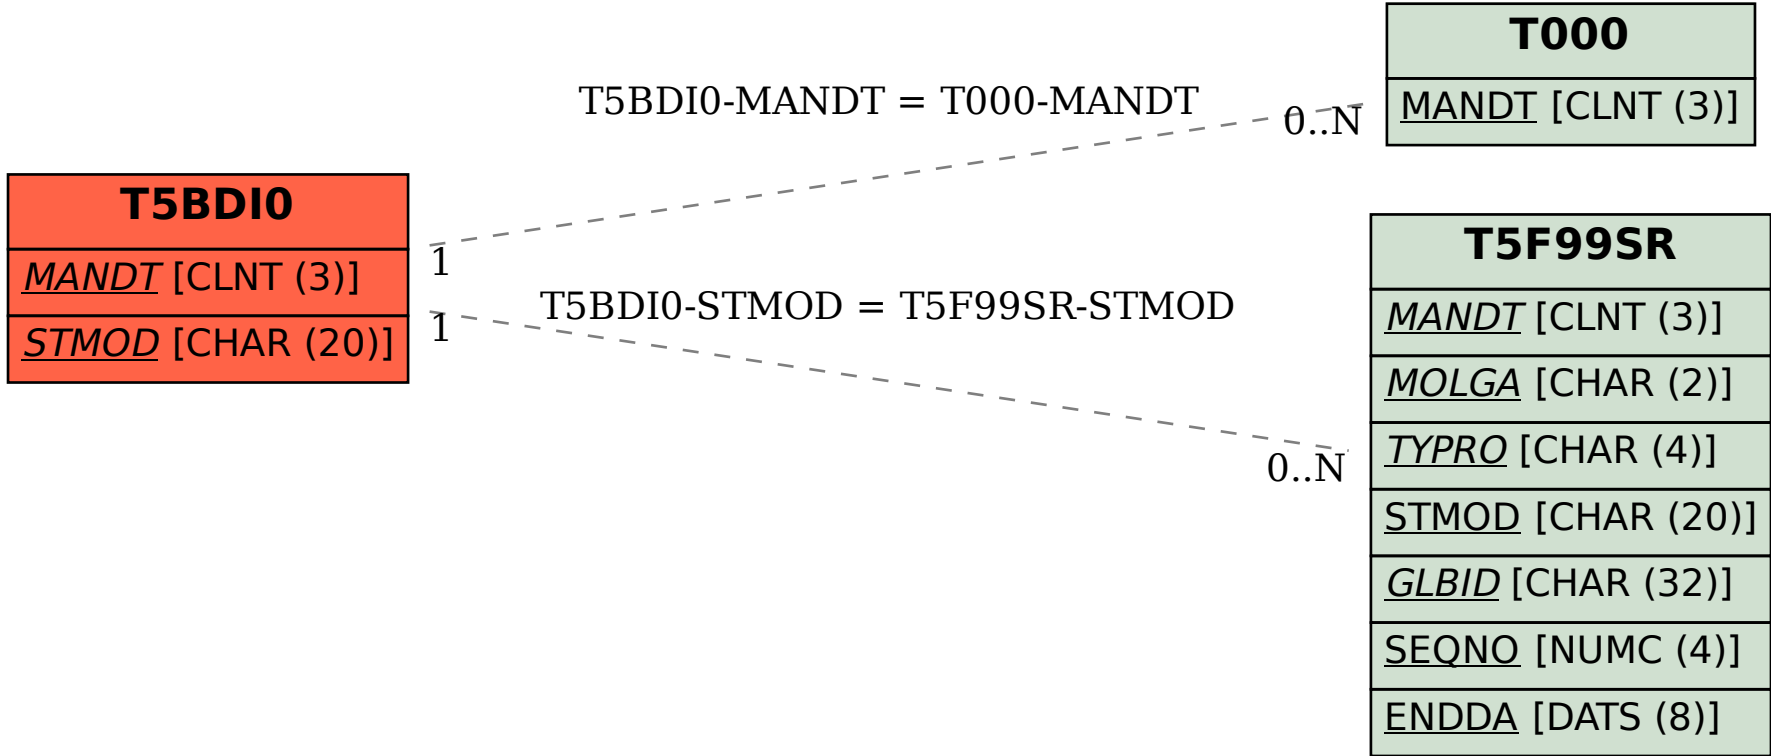 T000
MANDT [CLNT (3)]
T5BDI0-MANDT = T000-MANDT
0..N
T5BDI0
MANDT [CLNT (3)]
STMOD [CHAR (20)]
1
1
T5BDI0-STMOD = T5F99SR-STMOD
0..N
T5F99SR
MANDT [CLNT (3)]
MOLGA [CHAR (2)]
TYPRO [CHAR (4)]
STMOD [CHAR (20)]
GLBID [CHAR (32)]
SEQNO [NUMC (4)]
ENDDA [DATS (8)]